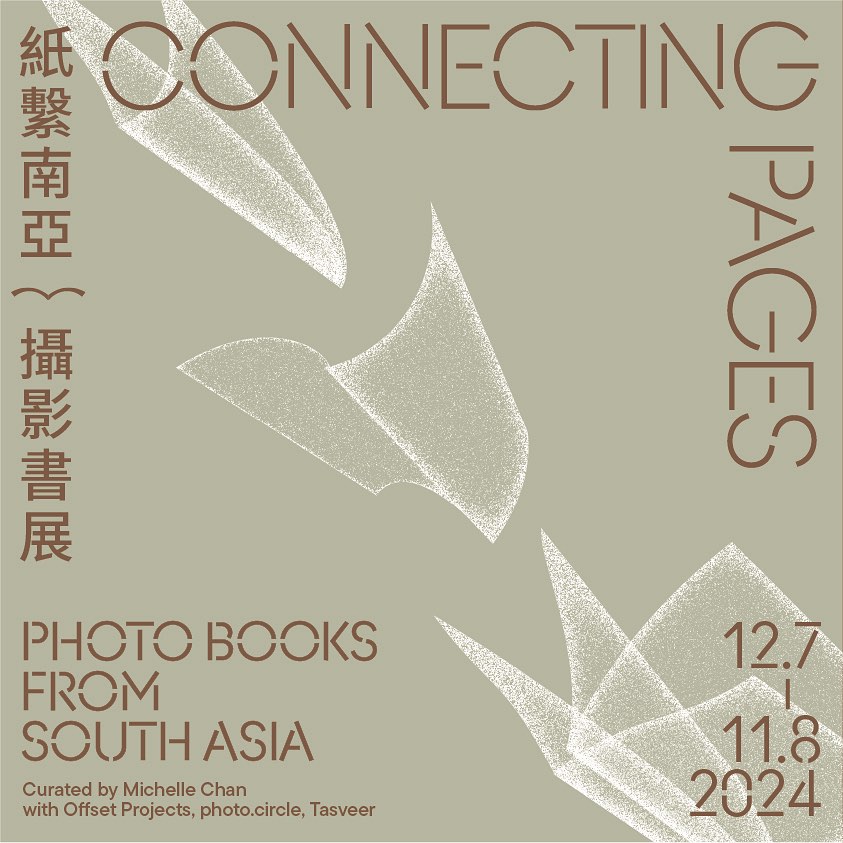 CONNECTING
PAGES
紙繫南亞︷攝影書展
PHOTO BOOKS
FROM
SOUTH ASIA
Curated by Michelle Chan
with Offset Projects, photo.circle, Tasveer
12.7
–
11.8
2024